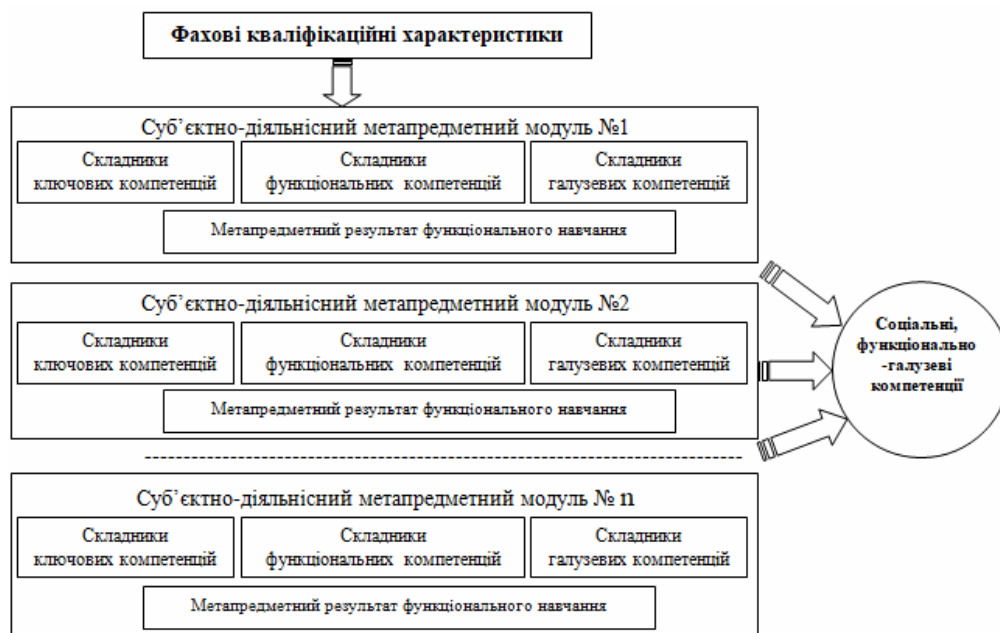 Фахові кваліфікаційні характеристики
Суб’єктно-діяльнісний метапредметний модуль №1
Складники
ключових компетенцій
Складники
функціональних компетенцій
Складники
галузевих компетенцій
Метапредметний результат функціонального навчання
Суб’єктно-діяльнісний метапредметний модуль №2
Складники
ключових компетенцій
Складники
функціональних компетенцій
Складники
галузевих компетенцій
Метапредметний результат функціонального навчання
Соціальні,
функціонально
-галузеві
компетенції
Суб’єктно-діяльнісний метапредметний модуль № n
Складники
ключових компетенцій
Складники
функціональних компетенцій
Складники
галузевих компетенцій
Метапредметний результат функціонального навчання